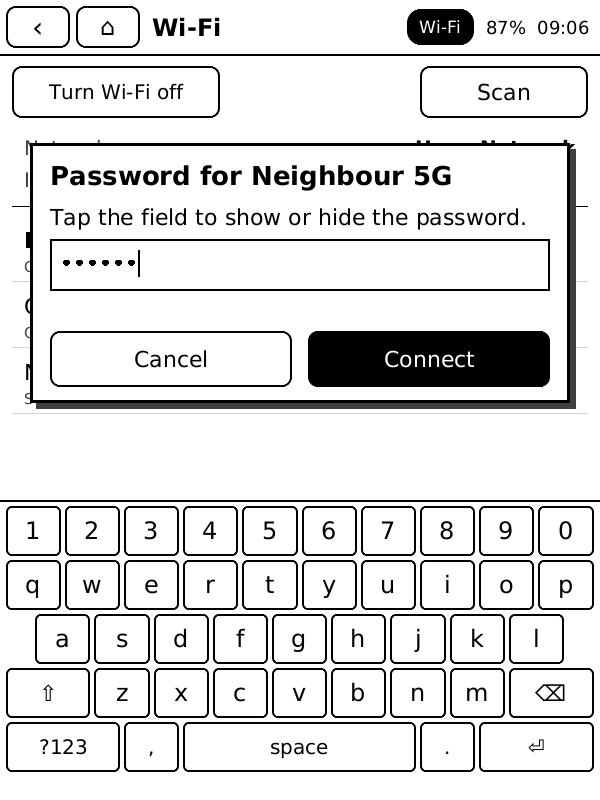 ‹ ⌂ Wi-Fi Wi-Fi 87% 09:06
Turn Wi-Fi off Scan
Password for Neighbour 5G
Tap the field to show or hide the password.
••••••
Cancel Connect
1 2 3 4 5 6 7 8 9 0
q w e r t y u i o p
a s d f g h j k l
⇧ z x c v b n m ⌫
?123 , space . ⏎